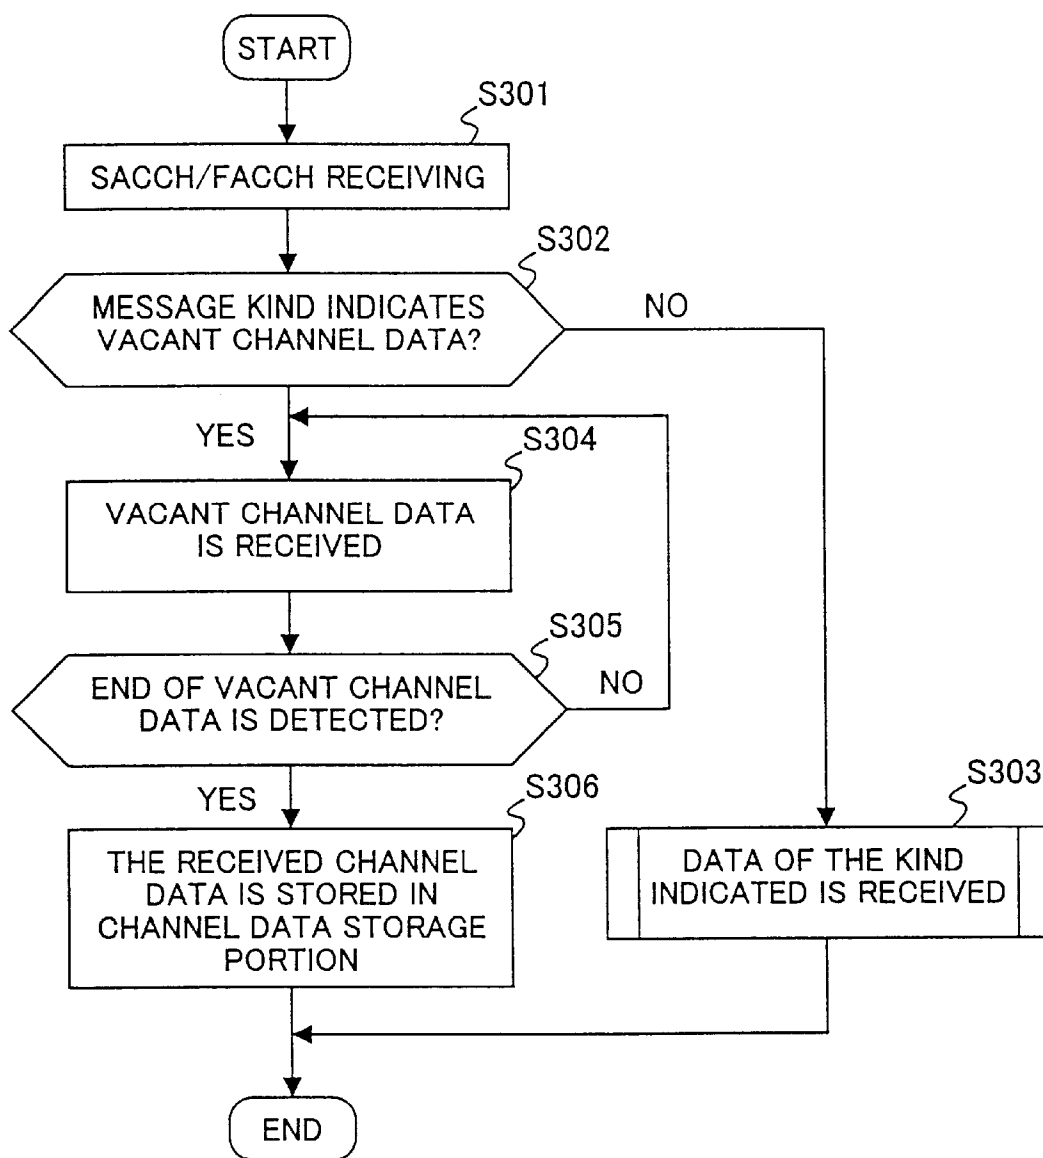 START
S301
SACCH/FACCH RECEIVING
S302
MESSAGE KIND INDICATES
VACANT CHANNEL DATA?
NO
YES
S304
VACANT CHANNEL DATA
IS RECEIVED
S305
END OF VACANT CHANNEL
DATA IS DETECTED?
NO
YES
S306
THE RECEIVED CHANNEL
DATA IS STORED IN
CHANNEL DATA STORAGE
PORTION
S303
DATA OF THE KIND
INDICATED IS RECEIVED
END